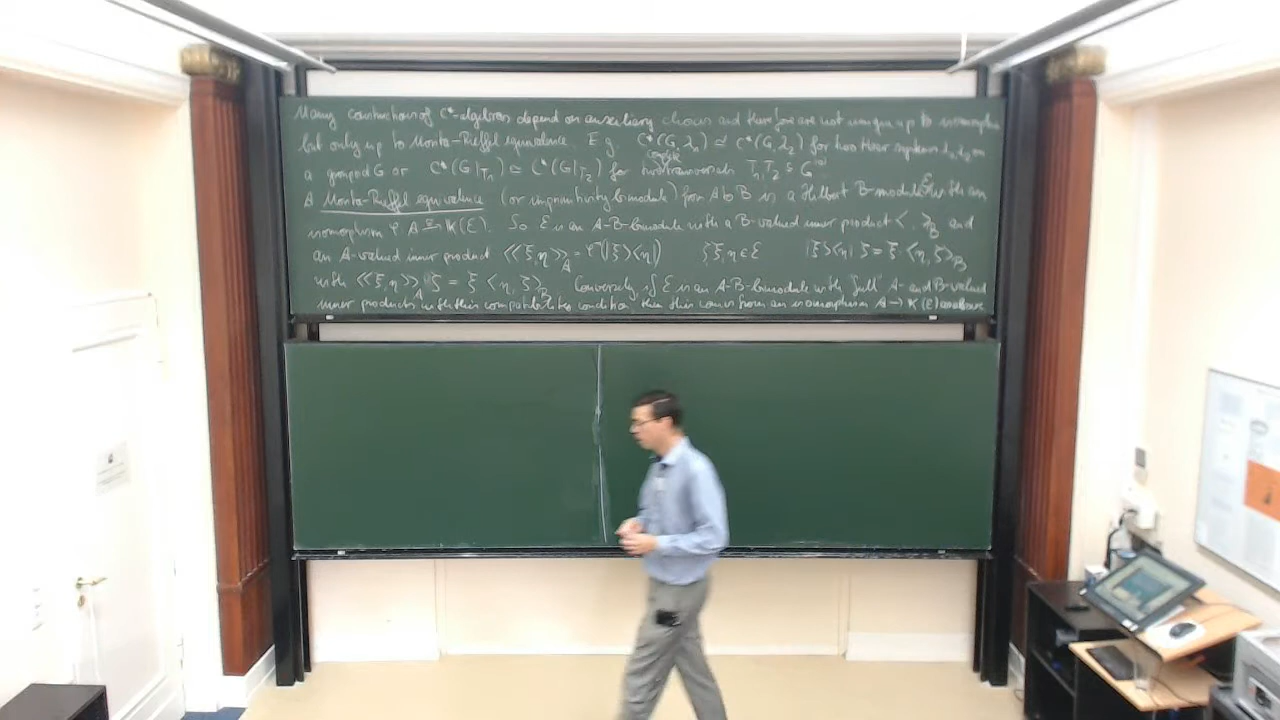 Many constructions of C*-algebras depend on auxiliary choices and therefore are not unique up to isomorphism
but only up to Morita-Rieffel equivalence. E.g. C*(G,λ₁) ≃ C*(G,λ₂) for two Haar systems λ₁,λ₂ on
a groupoid G or C*(G|T₁) ≃ C*(G|T₂) for two complete transversals T₁,T₂ ⊆ G
A Morita-Rieffel equivalence (or imprimitivity bimodule) for A to B is a Hilbert B-module E with an
isomorphism φ: A ≅ K(E). So E is an A-B-bimodule with a B-valued inner product < , >_B and
an A-valued inner product <<ξ,η>>_A = φ⁻¹(|ξ><η|) ξ,η ∈ E |ξ><η| ζ = ξ <η,ζ>_B
with <<ξ,η>>_A ζ = ξ <η,ζ>_B Conversely, if E is an A-B-bimodule with "full" A- and B-valued
inner products with this compatibility condition, then this comes from an isomorphism A → K(E) as above